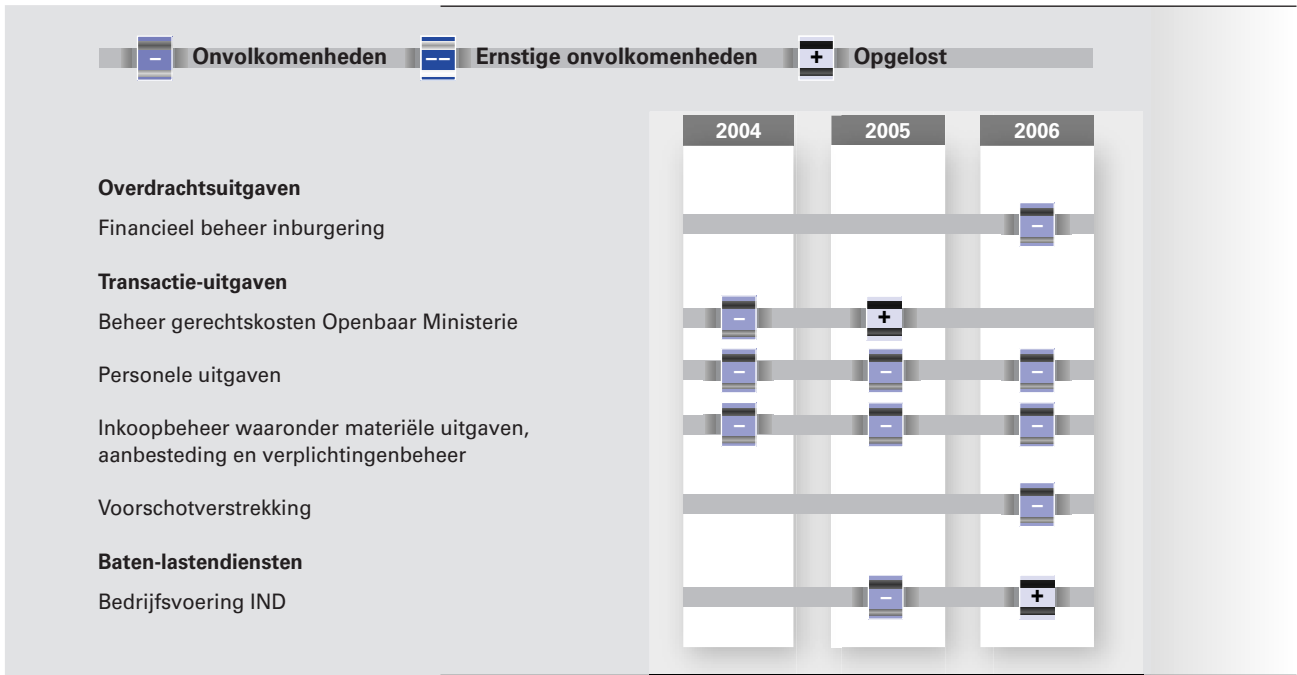 – Onvolkomenheden –– Ernstige onvolkomenheden + Opgelost
2004 2005 2006
Overdrachtsuitgaven
Financieel beheer inburgering –
Transactie-uitgaven
Beheer gerechtskosten Openbaar Ministerie – +
Personele uitgaven – – –
Inkoopbeheer waaronder materiële uitgaven, – – –
aanbesteding en verplichtingenbeheer
Voorschotverstrekking –
Baten-lastendiensten
Bedrijfsvoering IND – +